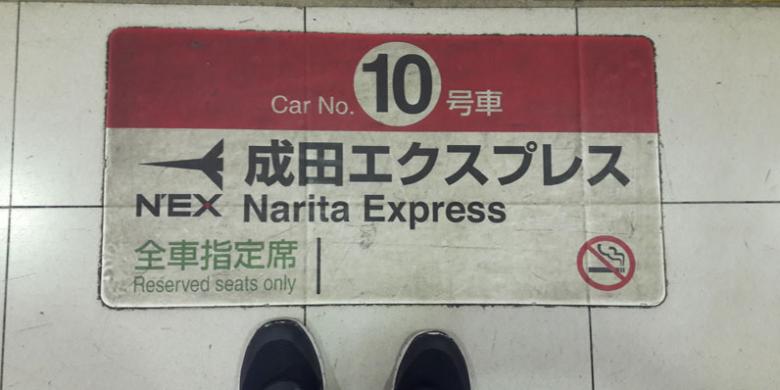 Car No. 10 号車
成田エクスプレス
N'EX Narita Express
全車指定席
Reserved seats only